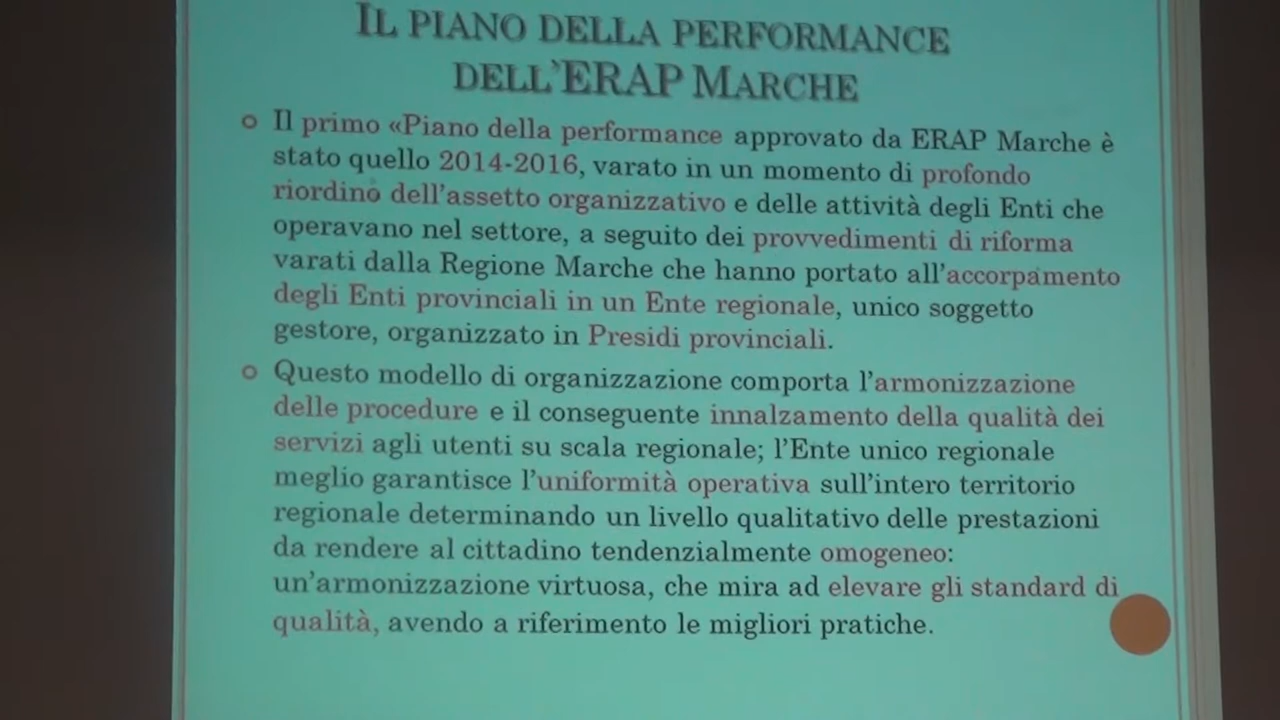 IL PIANO DELLA PERFORMANCE
DELL'ERAP MARCHE
Il primo «Piano della performance approvato da ERAP Marche è
stato quello 2014-2016, varato in un momento di profondo
riordino dell'assetto organizzativo e delle attività degli Enti che
operavano nel settore, a seguito dei provvedimenti di riforma
varati dalla Regione Marche che hanno portato all'accorpamento
degli Enti provinciali in un Ente regionale, unico soggetto
gestore, organizzato in Presidi provinciali.
Questo modello di organizzazione comporta l'armonizzazione
delle procedure e il conseguente innalzamento della qualità dei
servizi agli utenti su scala regionale; l'Ente unico regionale
meglio garantisce l'uniformità operativa sull'intero territorio
regionale determinando un livello qualitativo delle prestazioni
da rendere al cittadino tendenzialmente omogeneo:
un'armonizzazione virtuosa, che mira ad elevare gli standard di
qualità, avendo a riferimento le migliori pratiche.